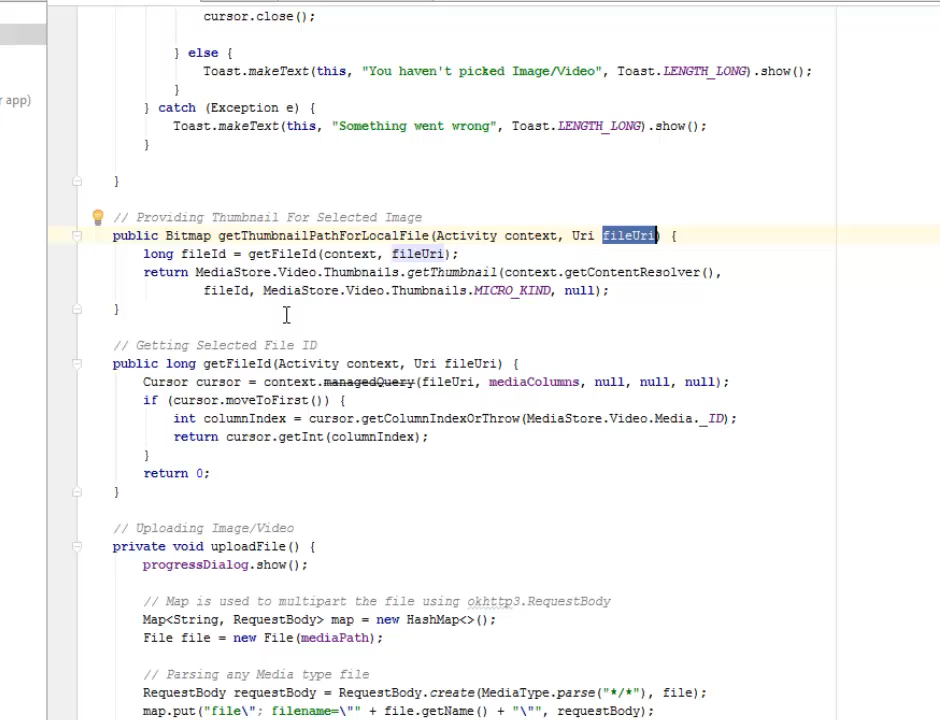 cursor.close();
} else {
Toast.makeText(this, "You haven't picked Image/Video", Toast.LENGTH_LONG).show();
}
} catch (Exception e) {
r app)
Toast.makeText(this, "Something went wrong", Toast.LENGTH_LONG).show();
}
}
// Providing Thumbnail For Selected Image
public Bitmap getThumbnailPathForLocalFile(Activity context, Uri fileUri) {
long fileId = getFileId(context, fileUri);
return MediaStore.Video.Thumbnails.getThumbnail(context.getContentResolver(),
fileId, MediaStore.Video.Thumbnails.MICRO_KIND, null);
}
// Getting Selected File ID
public long getFileId(Activity context, Uri fileUri) {
Cursor cursor = context.managedQuery(fileUri, mediaColumns, null, null, null);
if (cursor.moveToFirst()) {
int columnIndex = cursor.getColumnIndexOrThrow(MediaStore.Video.Media._ID);
return cursor.getInt(columnIndex);
}
return 0;
}
// Uploading Image/Video
private void uploadFile() {
progressDialog.show();
// Map is used to multipart the file using okhttp3.RequestBody
Map<String, RequestBody> map = new HashMap<>();
File file = new File(mediaPath);
// Parsing any Media type file
RequestBody requestBody = RequestBody.create(MediaType.parse("*/*"), file);
map.put("file\"; filename=\"" + file.getName() + "\"", requestBody);